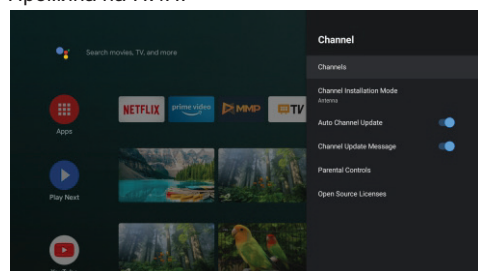 Channel
Search movies, TV, and more
Channels
Channel Installation Mode
Antenna
NETFLIX
prime video
MMP
TV
Auto Channel Update
Apps
Channel Update Message
Parental Controls
Open Source Licenses
Play Next